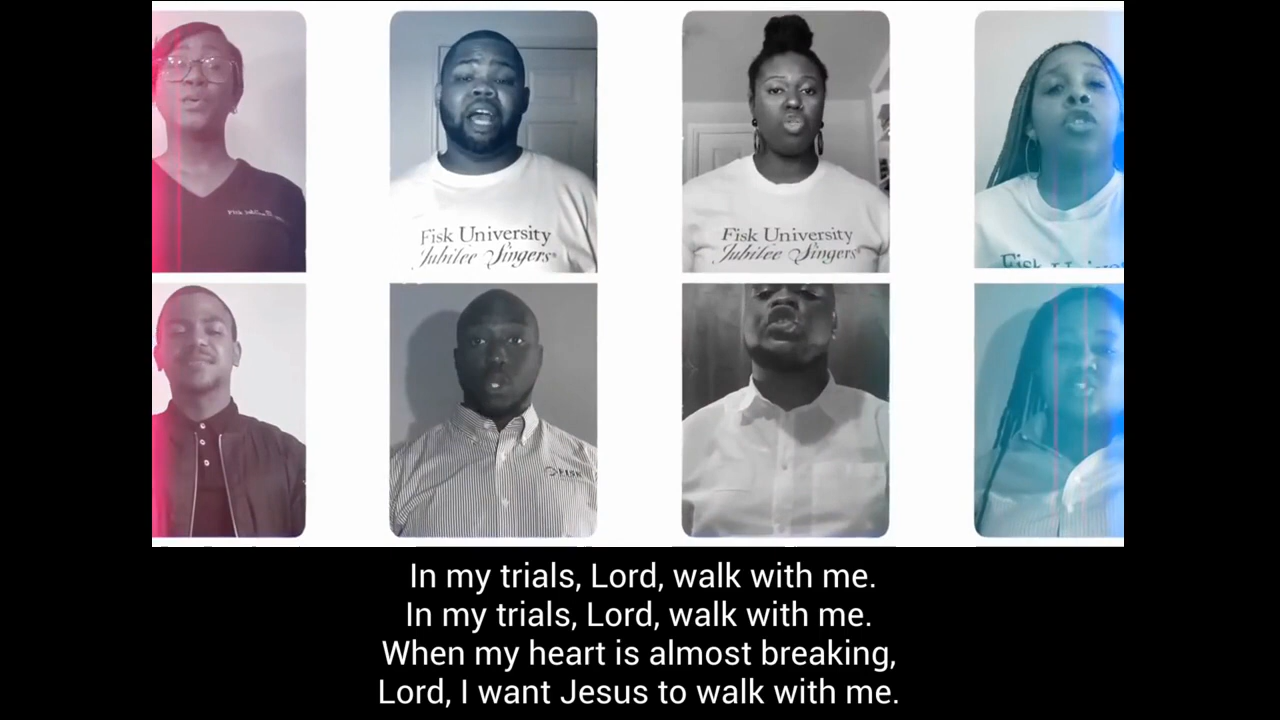 Fisk University
Jubilee Singers®
Fisk University
Jubilee Singers®
FISK
In my trials, Lord, walk with me.
In my trials, Lord, walk with me.
When my heart is almost breaking,
Lord, I want Jesus to walk with me.